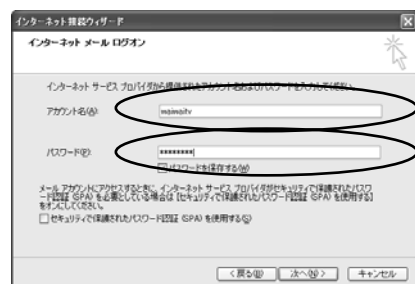 インターネット接続ウィザード
インターネット メール ログオン
インターネット サービス プロバイダから提供されたアカウント名およびパスワードを入力してください。
アカウント名(A):
maimaitv
パスワード(P):
********
パスワードを保存する(W)
メール アカウントにアクセスするときに、インターネット サービス プロバイダがセキュリティで保護されたパスワ
ード認証 (SPA) を必要としている場合は [セキュリティで保護されたパスワード認証 (SPA) を使用する]
をオンにしてください。
セキュリティで保護されたパスワード認証 (SPA) を使用する(S)
< 戻る(B)
次へ(N) >
キャンセル